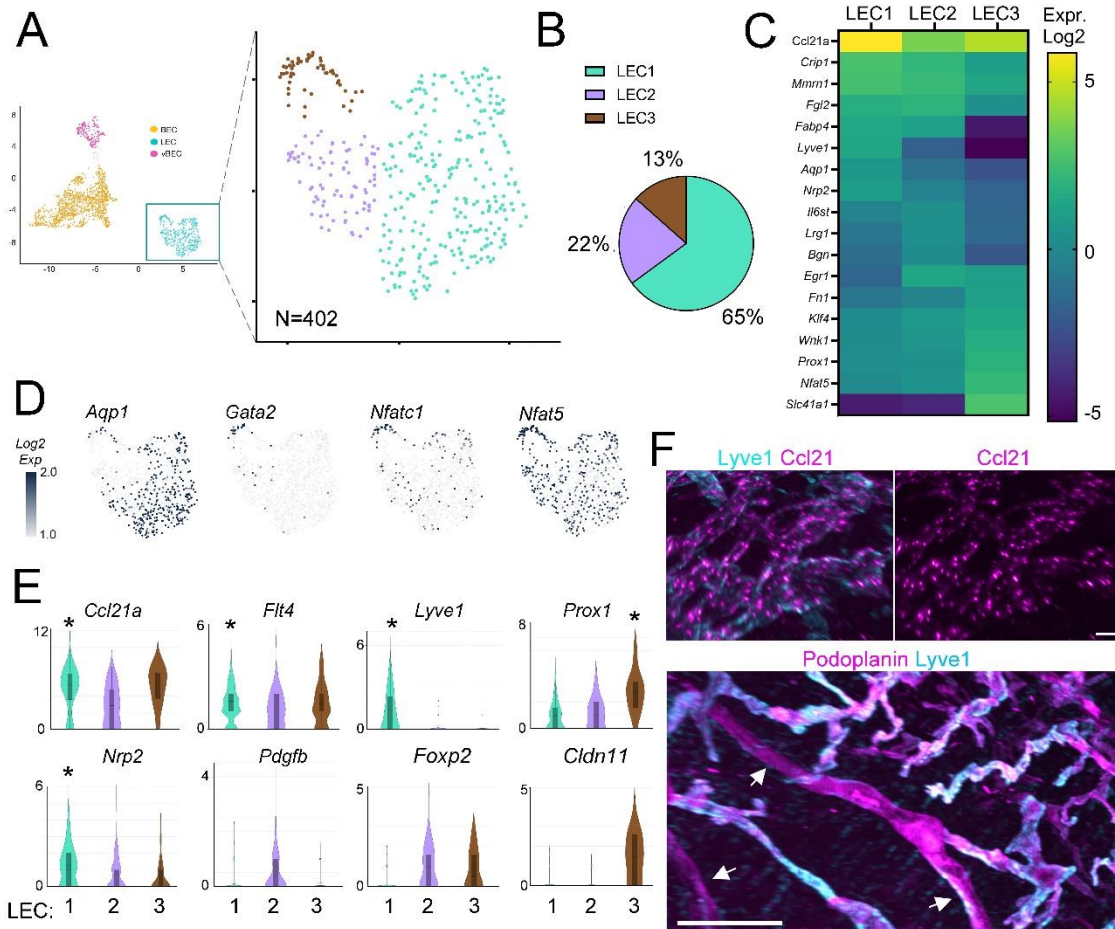 A
8
4
0
-4
-8
-10
-5
0
5
BEC
LEC
vBEC
N=402
B
LEC1
LEC2
LEC3
13%
22%
65%
C
LEC1 LEC2 LEC3
Expr.
Log2
Ccl21a
Crip1
Mmrn1
Fgl2
Fabp4
Lyve1
Aqp1
Nrp2
Il6st
Lrg1
Bgn
Egr1
Fn1
Klf4
Wnk1
Prox1
Nfat5
Slc41a1
5
0
-5
D
Aqp1 Gata2 Nfatc1 Nfat5
Log2
Exp
2.0
1.0
E
Ccl21a Flt4 Lyve1 Prox1
* * * *
12 6 6 8
0 0 0 0
Nrp2 Pdgfb Foxp2 Cldn11
*
6 4 5 5
0 0 0 0
LEC: 1 2 3 1 2 3 1 2 3 1 2 3
F
Lyve1 Ccl21
Ccl21
Podoplanin Lyve1